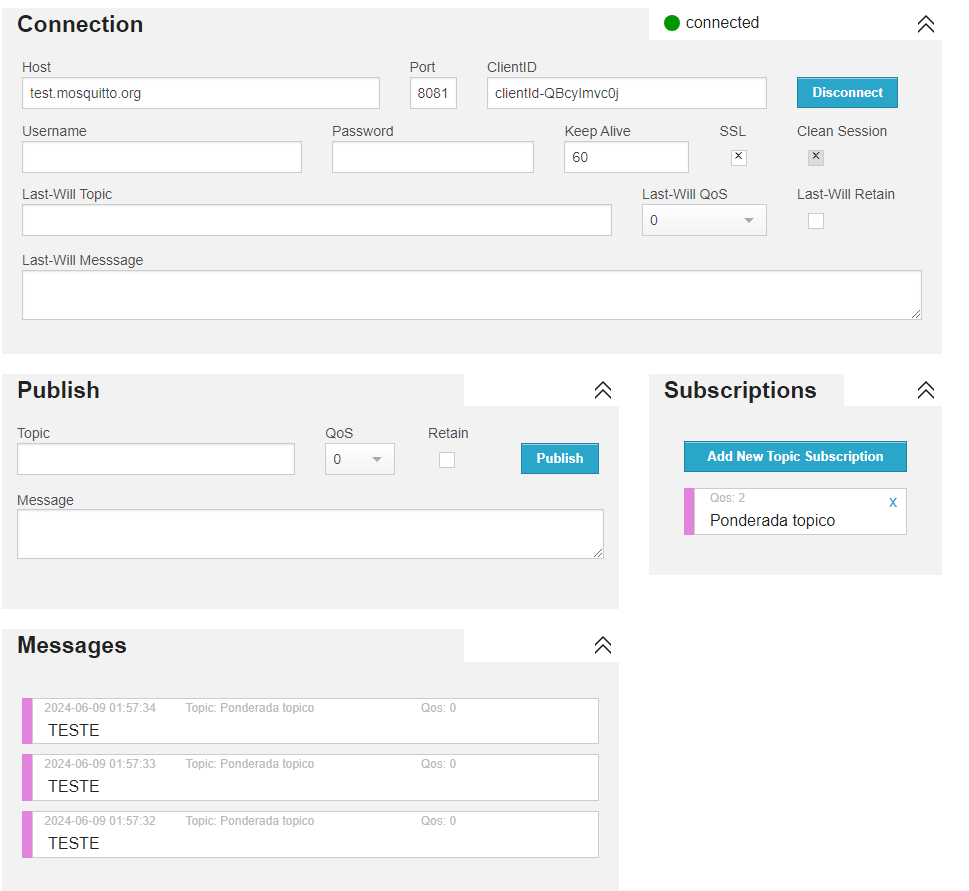 Connection
connected
Host
Port
ClientID
test.mosquitto.org
8081
clientId-QBcyImvc0j
Disconnect
Username
Password
Keep Alive
SSL
Clean Session
60
Last-Will Topic
Last-Will QoS
Last-Will Retain
0
Last-Will Messsage
Publish
Topic
QoS
Retain
0
Publish
Message
Subscriptions
Add New Topic Subscription
Qos: 2
x
Ponderada topico
Messages
2024-06-09 01:57:34 Topic: Ponderada topico Qos: 0
TESTE
2024-06-09 01:57:33 Topic: Ponderada topico Qos: 0
TESTE
2024-06-09 01:57:32 Topic: Ponderada topico Qos: 0
TESTE